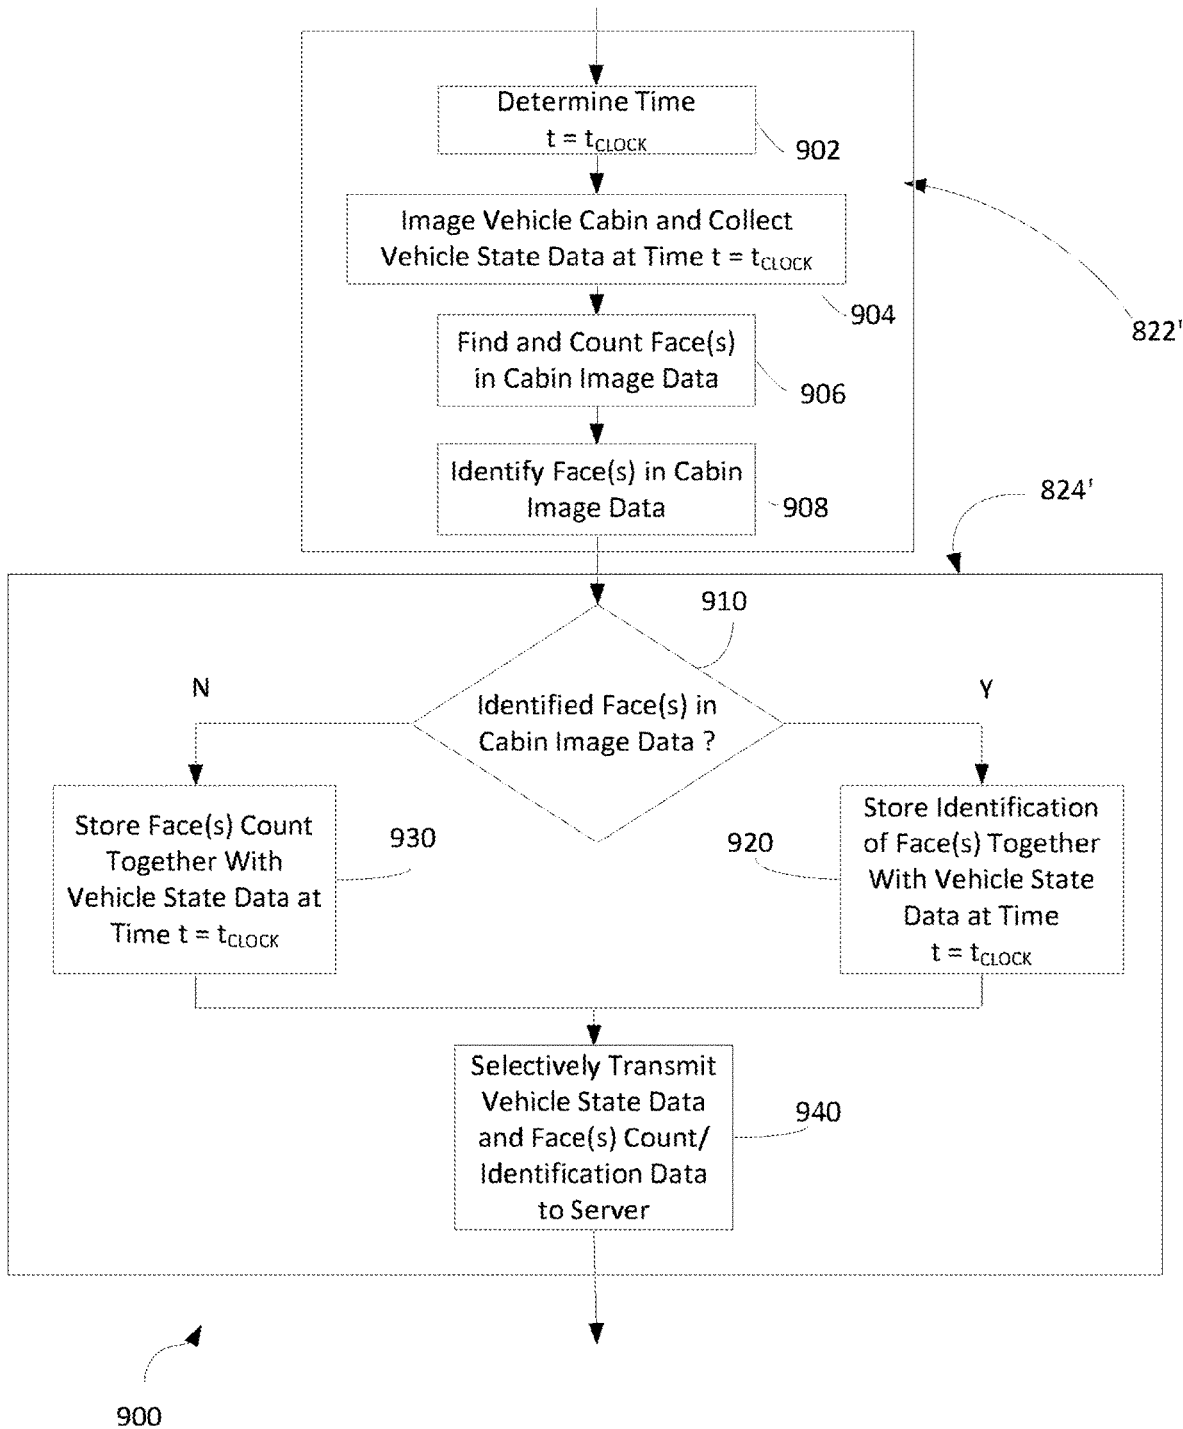 Determine Time
t = tCLOCK
902
Image Vehicle Cabin and Collect
Vehicle State Data at Time t = tCLOCK
904
822'
Find and Count Face(s)
in Cabin Image Data
906
Identify Face(s) in Cabin
Image Data
908
824'
910
N
Y
Identified Face(s) in
Cabin Image Data ?
Store Face(s) Count
Together With
Vehicle State Data at
Time t = tCLOCK
930
920
Store Identification
of Face(s) Together
With Vehicle State
Data at Time
t = tCLOCK
Selectively Transmit
Vehicle State Data
and Face(s) Count/
Identification Data
to Server
940
900